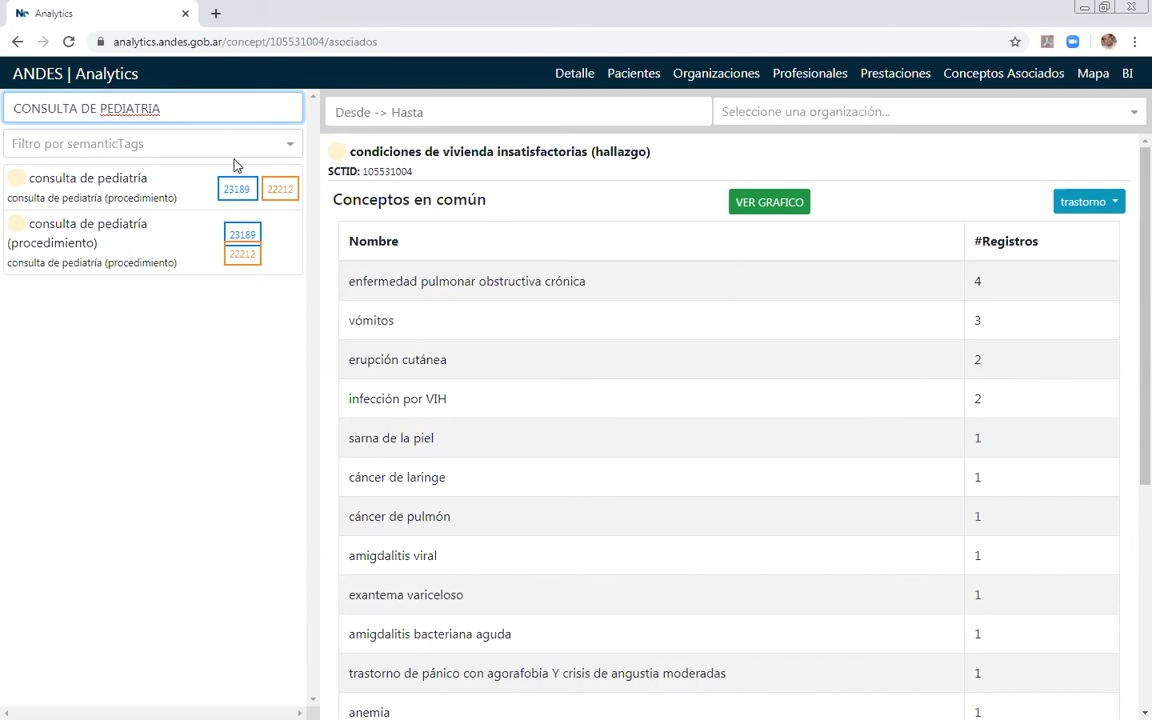 Analytics
analytics.andes.gob.ar/concept/105531004/asociados
ANDES | Analytics
Detalle Pacientes Organizaciones Profesionales Prestaciones Conceptos Asociados Mapa BI
CONSULTA DE PEDIATRIA
Filtro por semanticTags
consulta de pediatría
consulta de pediatría (procedimiento)
23189 22212
consulta de pediatría
(procedimiento)
consulta de pediatría (procedimiento)
23189
22212
Desde -> Hasta
Seleccione una organización...
condiciones de vivienda insatisfactorias (hallazgo)
SCTID: 105531004
Conceptos en común
VER GRAFICO
trastorno
Nombre #Registros
enfermedad pulmonar obstructiva crónica 4
vómitos 3
erupción cutánea 2
infección por VIH 2
sarna de la piel 1
cáncer de laringe 1
cáncer de pulmón 1
amigdalitis viral 1
exantema variceloso 1
amigdalitis bacteriana aguda 1
trastorno de pánico con agorafobia Y crisis de angustia moderadas 1
anemia 1